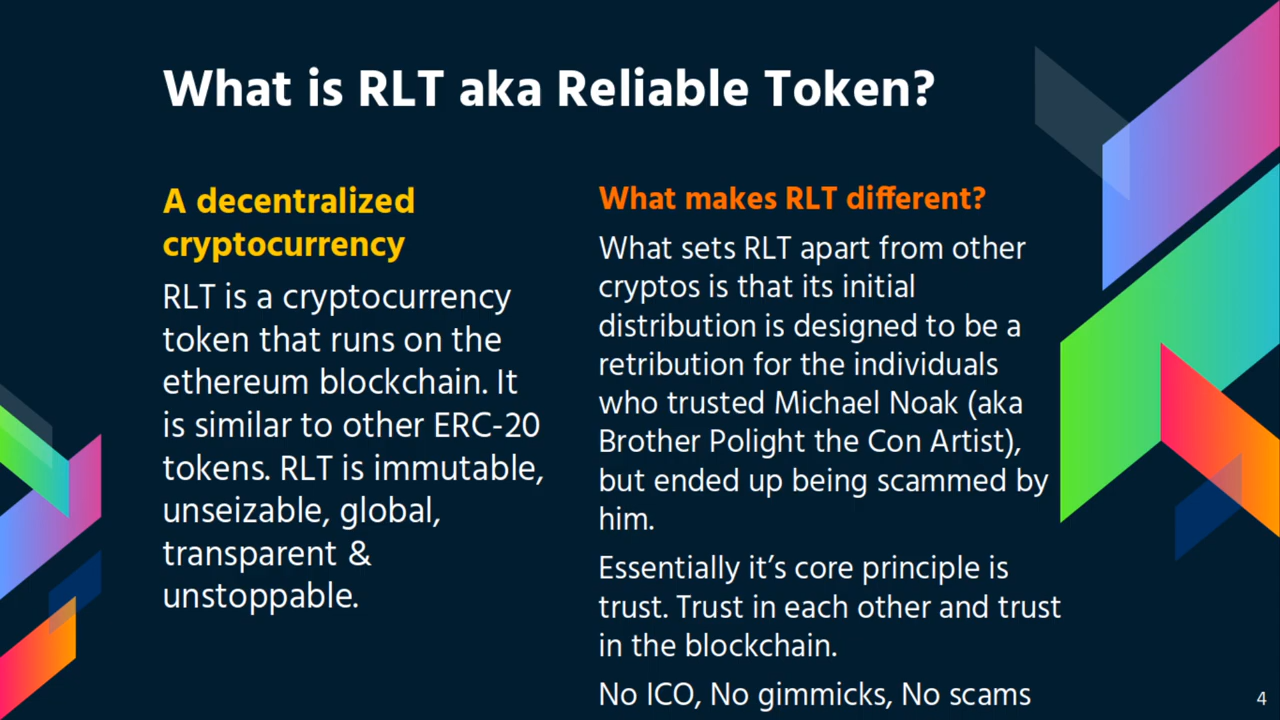 What is RLT aka Reliable Token?
A decentralized
cryptocurrency
RLT is a cryptocurrency
token that runs on the
ethereum blockchain. It
is similar to other ERC-20
tokens. RLT is immutable,
unseizable, global,
transparent &
unstoppable.
What makes RLT different?
What sets RLT apart from other
cryptos is that its initial
distribution is designed to be a
retribution for the individuals
who trusted Michael Noak (aka
Brother Polight the Con Artist),
but ended up being scammed by
him.
Essentially it’s core principle is
trust. Trust in each other and trust
in the blockchain.
No ICO, No gimmicks, No scams
4